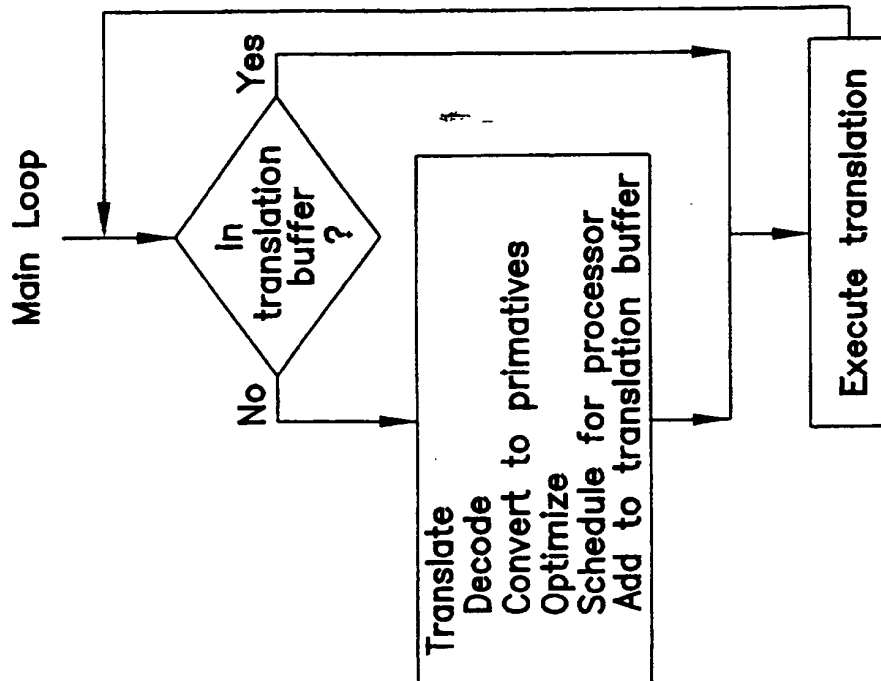 Main Loop
In
translation
buffer
?
Yes
No
Translate
Decode
Convert to primatives
Optimize
Schedule for processor
Add to translation buffer
Execute translation